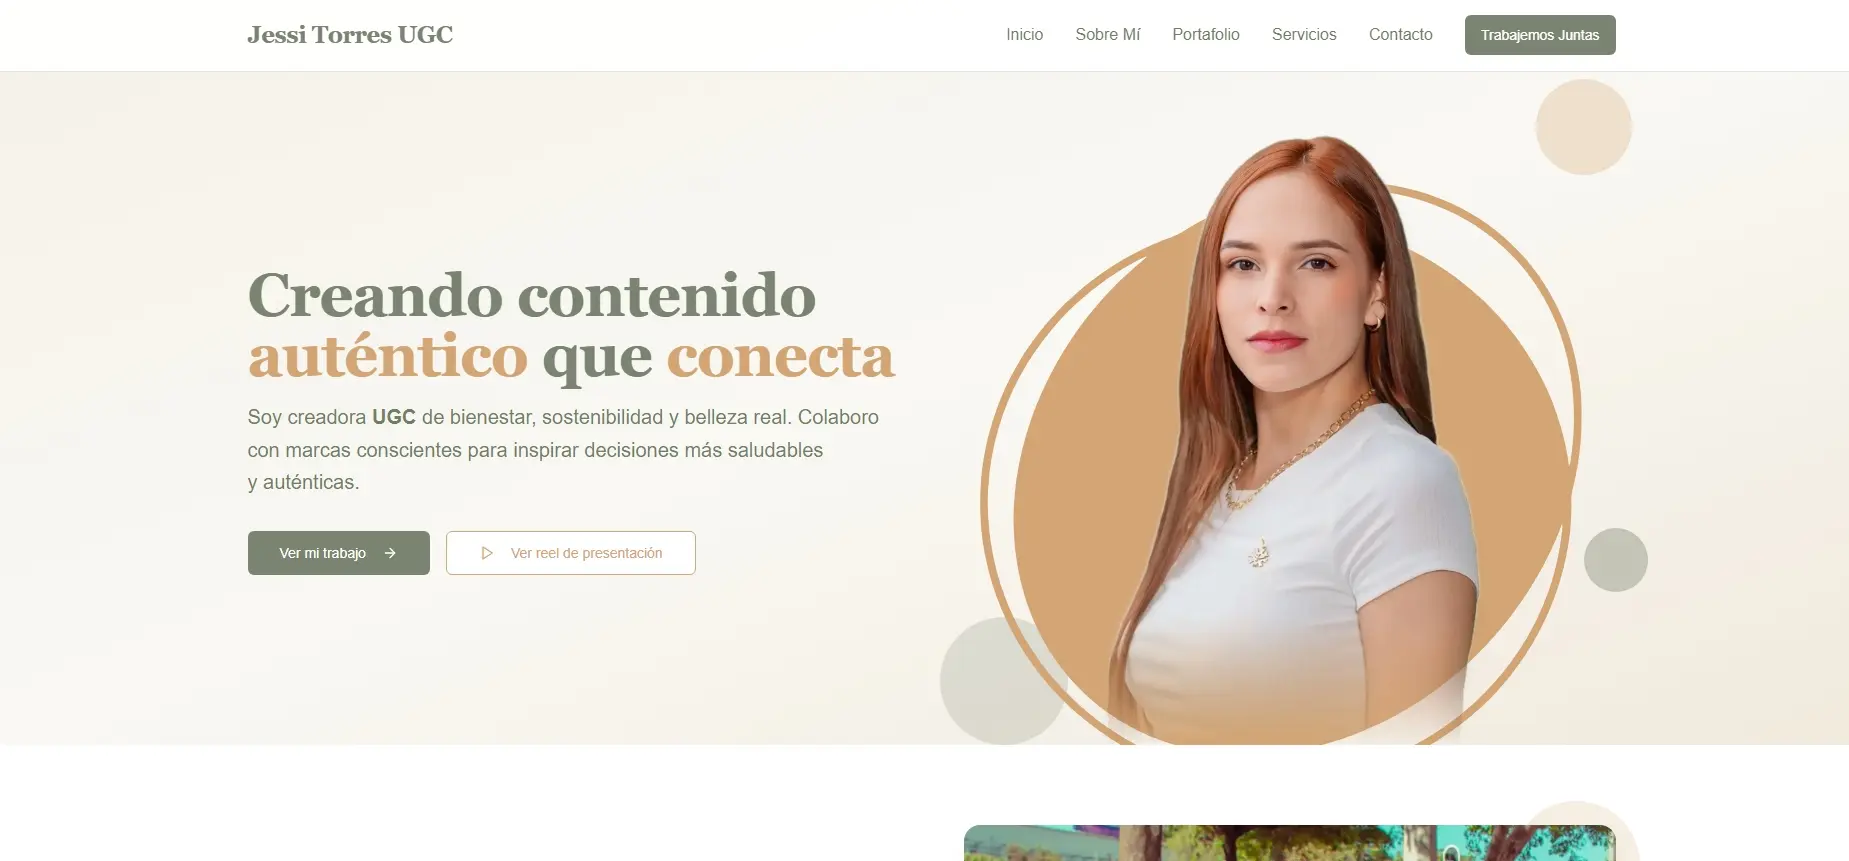 Jessi Torres UGC
Inicio
Sobre Mí
Portafolio
Servicios
Contacto
Trabajemos Juntas
Creando contenido
auténtico que conecta
Soy creadora UGC de bienestar, sostenibilidad y belleza real. Colaboro
con marcas conscientes para inspirar decisiones más saludables
y auténticas.
Ver mi trabajo
Ver reel de presentación